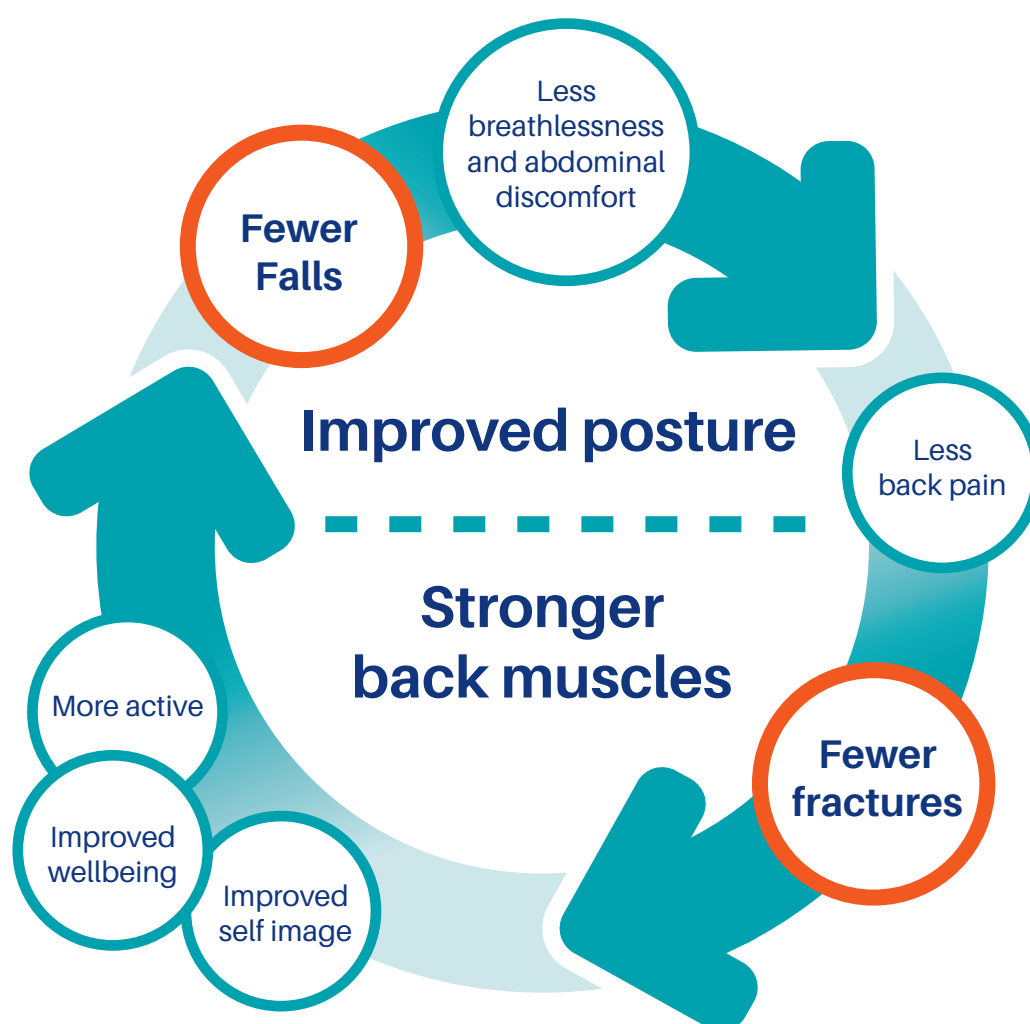 Less
breathlessness
and abdominal
discomfort
Fewer
Falls
Improved posture
Less
back pain
Stronger
back muscles
More active
Fewer
fractures
Improved
wellbeing
Improved
self image